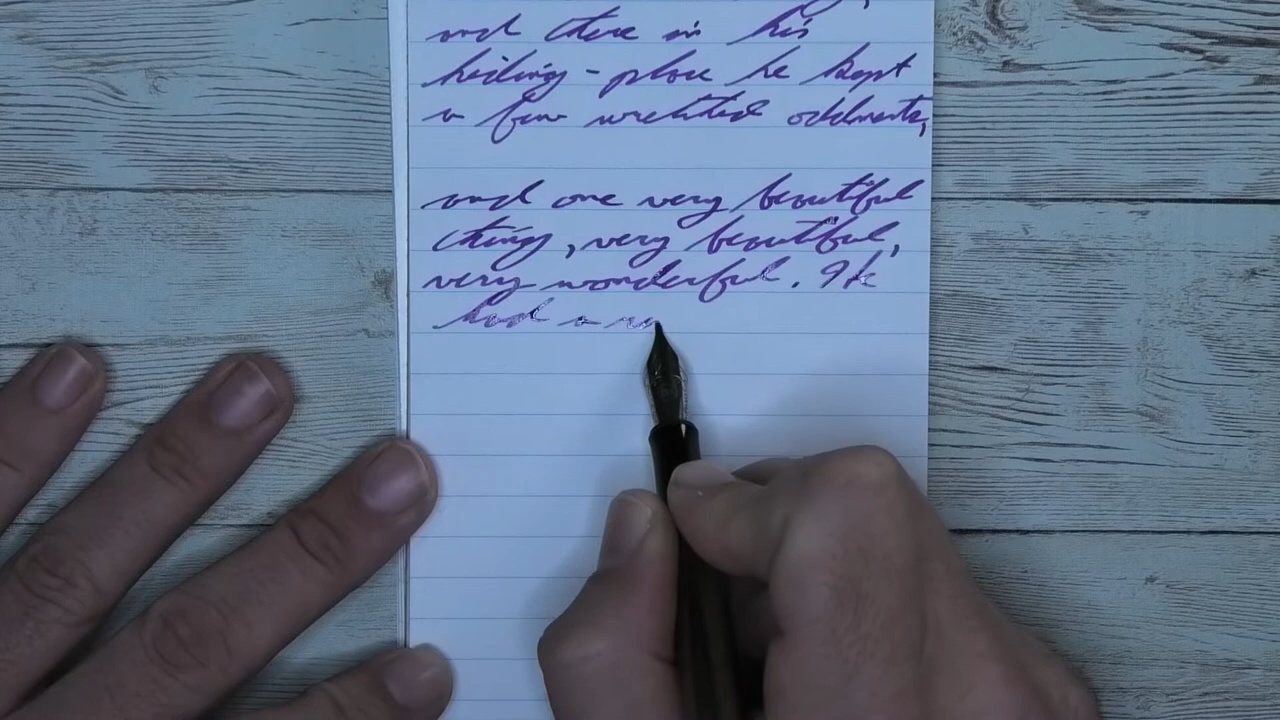 and there in his
hiding-place he kept
a few wretched oddments,
and one very beautiful
thing, very beautiful,
very wonderful. He
had a